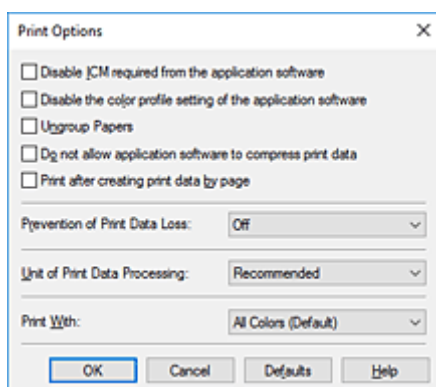 Print Options
Disable ICM required from the application software
Disable the color profile setting of the application software
Ungroup Papers
Do not allow application software to compress print data
Print after creating print data by page
Prevention of Print Data Loss: Off
Unit of Print Data Processing: Recommended
Print With: All Colors (Default)
OK Cancel Defaults Help